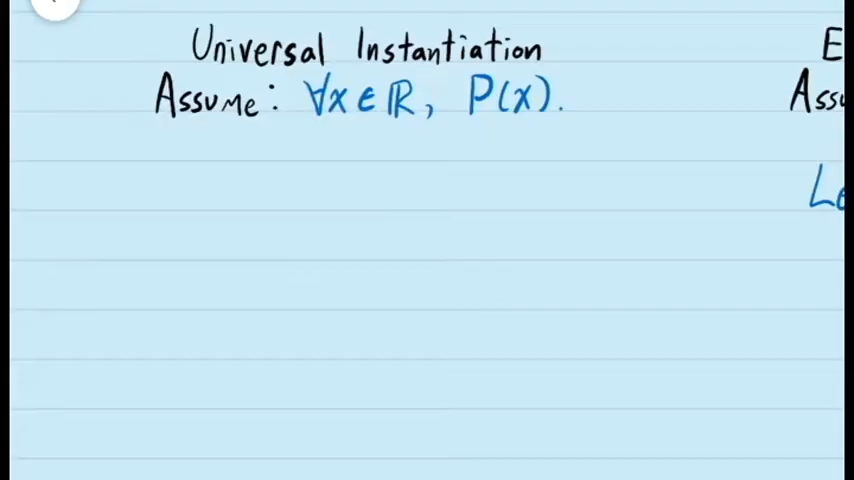 Universal Instantiation
Assume: ∀x ∈ ℝ, P(x).